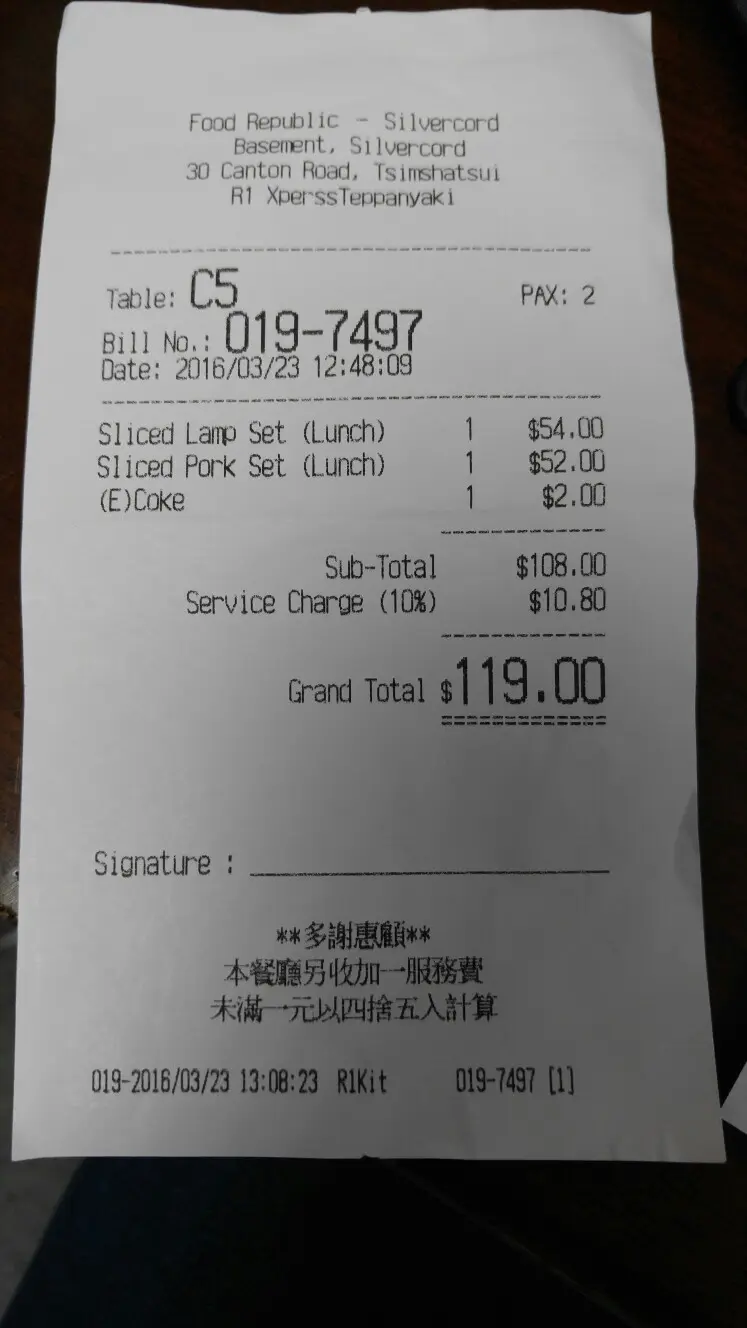 Food Republic - Silvercord
Basement, Silvercord
30 Canton Road, Tsimshatsui
R1 XperssTeppanyaki
Table: C5 PAX: 2
Bill No.: 019-7497
Date: 2016/03/23 12:48:09
Sliced Lamp Set (Lunch) 1 $54.00
Sliced Pork Set (Lunch) 1 $52.00
(E)Coke 1 $2.00
Sub-Total $108.00
Service Charge (10%) $10.80
Grand Total $119.00
Signature :
**多謝惠顧**
本餐廳另收加一服務費
未滿一元以四捨五入計算
019-2016/03/23 13:08:23 R1Kit 019-7497 [1]